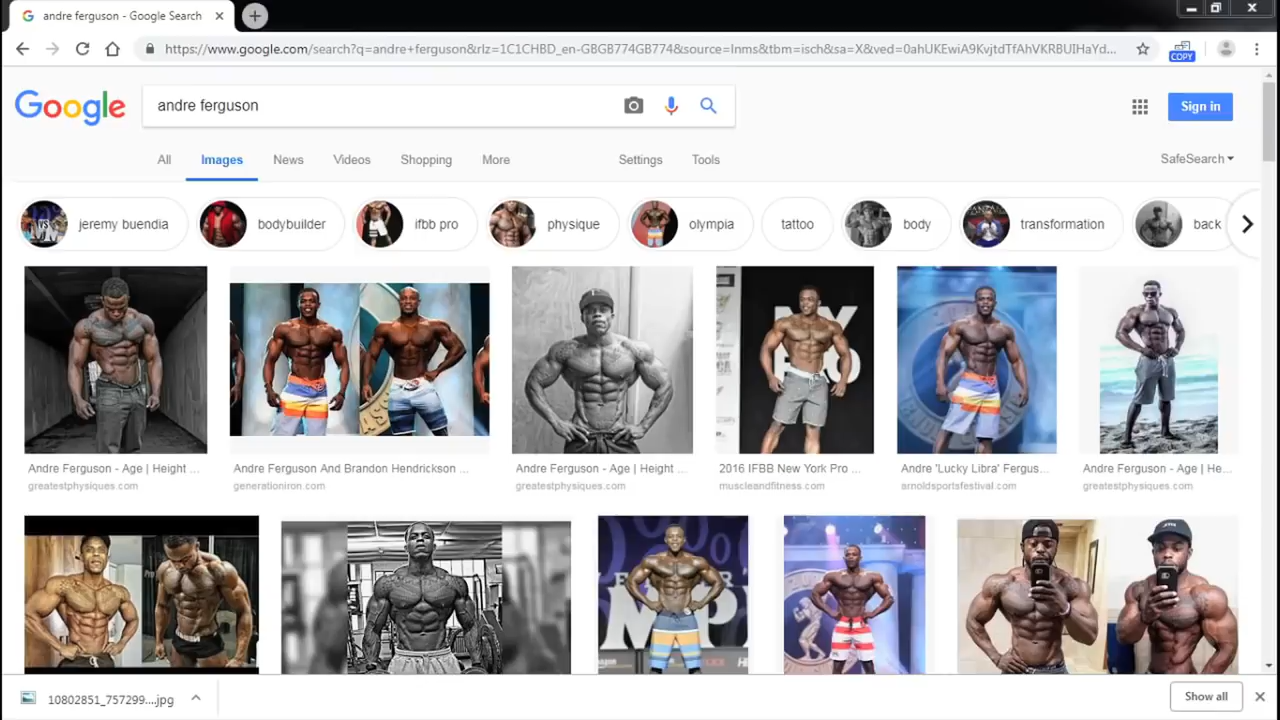 andre ferguson - Google Search
https://www.google.com/search?q=andre+ferguson&rlz=1C1CHBD_en-GBGB774GB774&source=lnms&tbm=isch&sa=X&ved=0ahUKEwiA9KvjtdTfAhVKRBUIHaYd...
COPY
Google
andre ferguson
Sign in
All Images News Videos Shopping More Settings Tools
SafeSearch
jeremy buendia bodybuilder ifbb pro physique olympia tattoo body transformation back
Andre Ferguson - Age | Height ... Andre Ferguson And Brandon Hendrickson ... Andre Ferguson - Age | Height ... 2016 IFBB New York Pro ... Andre 'Lucky Libra' Fergus... Andre Ferguson - Age | He...
greatestphysiques.com generationiron.com greatestphysiques.com muscleandfitness.com arnoldsportsfestival.com greatestphysiques.com
10802851_757299....jpg
Show all